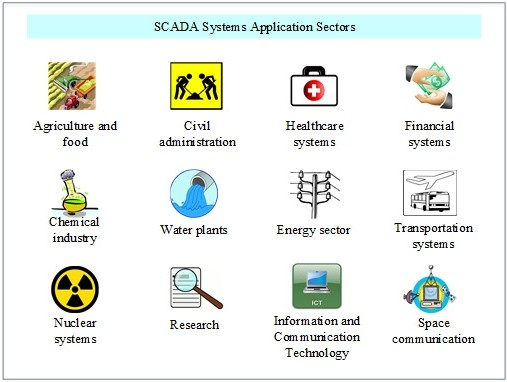 SCADA Systems Application Sectors
Agriculture and
food
Civil
administration
Healthcare
systems
Financial
systems
Chemical
industry
Water plants
Energy sector
Transportation
systems
Nuclear
systems
Research
ICT
Information and
Communication
Technology
Space
communication